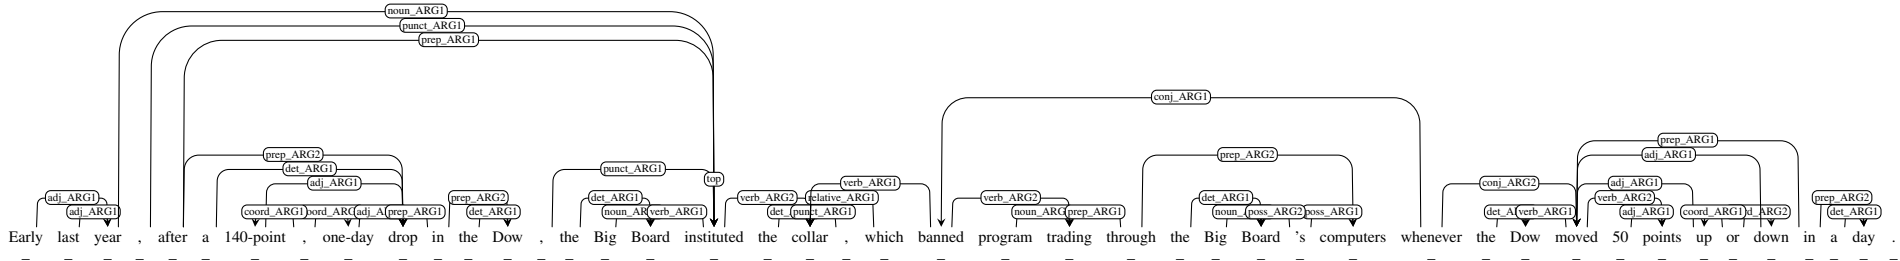 noun_ARG1
punct_ARG1
prep_ARG1
conj_ARG1
prep_ARG1
prep_ARG2 prep_ARG2 adj_ARG1
det_ARG1 punct_ARG1 top
adj_ARG1 verb_ARG1 conj_ARG2 adj_ARG1
adj_ARG1 prep_ARG2 det_ARG1 verb_ARG2 relative_ARG1 verb_ARG2 det_ARG1 verb_ARG2 prep_ARG2
adj_ARG1 coord_ARG1 prep_ARG1 det_ARG1 verb_ARG1 punct_ARG1 prep_ARG1 poss_ARG2 poss_ARG1 verb_ARG1 adj_ARG1 coord_ARG1 det_ARG1
Early last year , after a 140-point , one-day drop in the Dow , the Big Board instituted the collar , which banned program trading through the Big Board 's computers whenever the Dow moved 50 points up or down in a day .